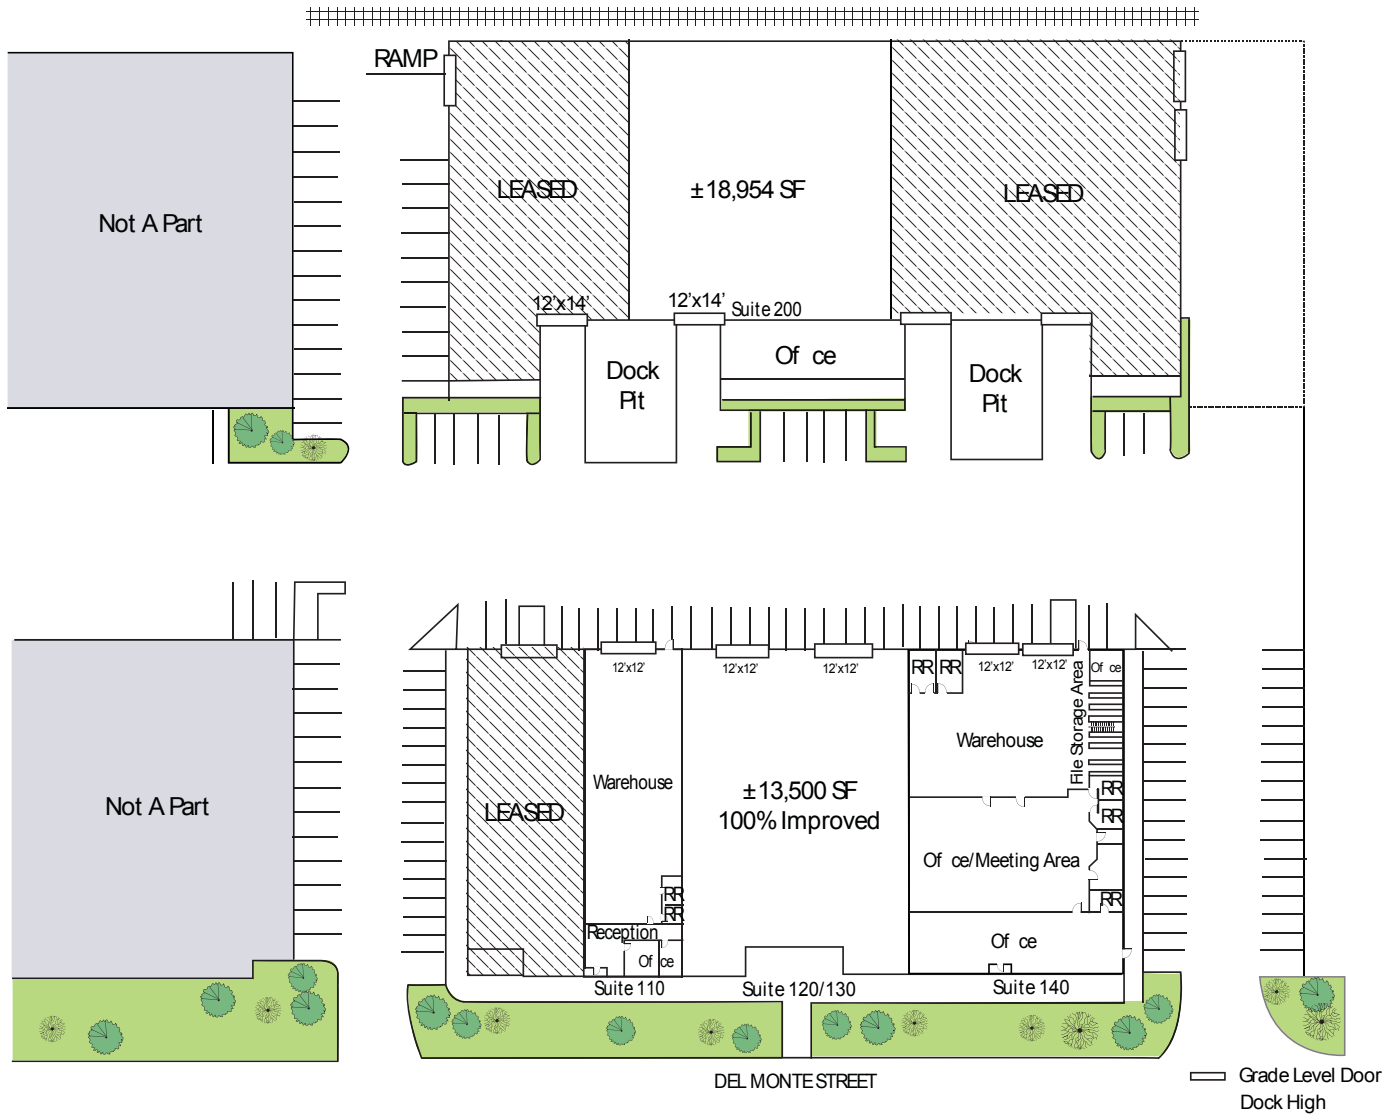 RAMP
LEASED
±18,954 SF
LEASED
Not A Part
12'x14'
12'x14'
Suite 200
Of ce
Dock
Pit
Dock
Pit
12'x12'
12'x12'
12'x12'
12'x12'
12'x12'
RR
RR
Of ce
File Storage Area
Warehouse
Warehouse
±13,500 SF
100% Improved
LEASED
Not A Part
RR
RR
Of ce/Meeting Area
RR
RR
RR
Reception
Of ce
Of ce
Suite 110
Suite 120/130
Suite 140
DEL MONTE STREET
Grade Level Door
Dock High